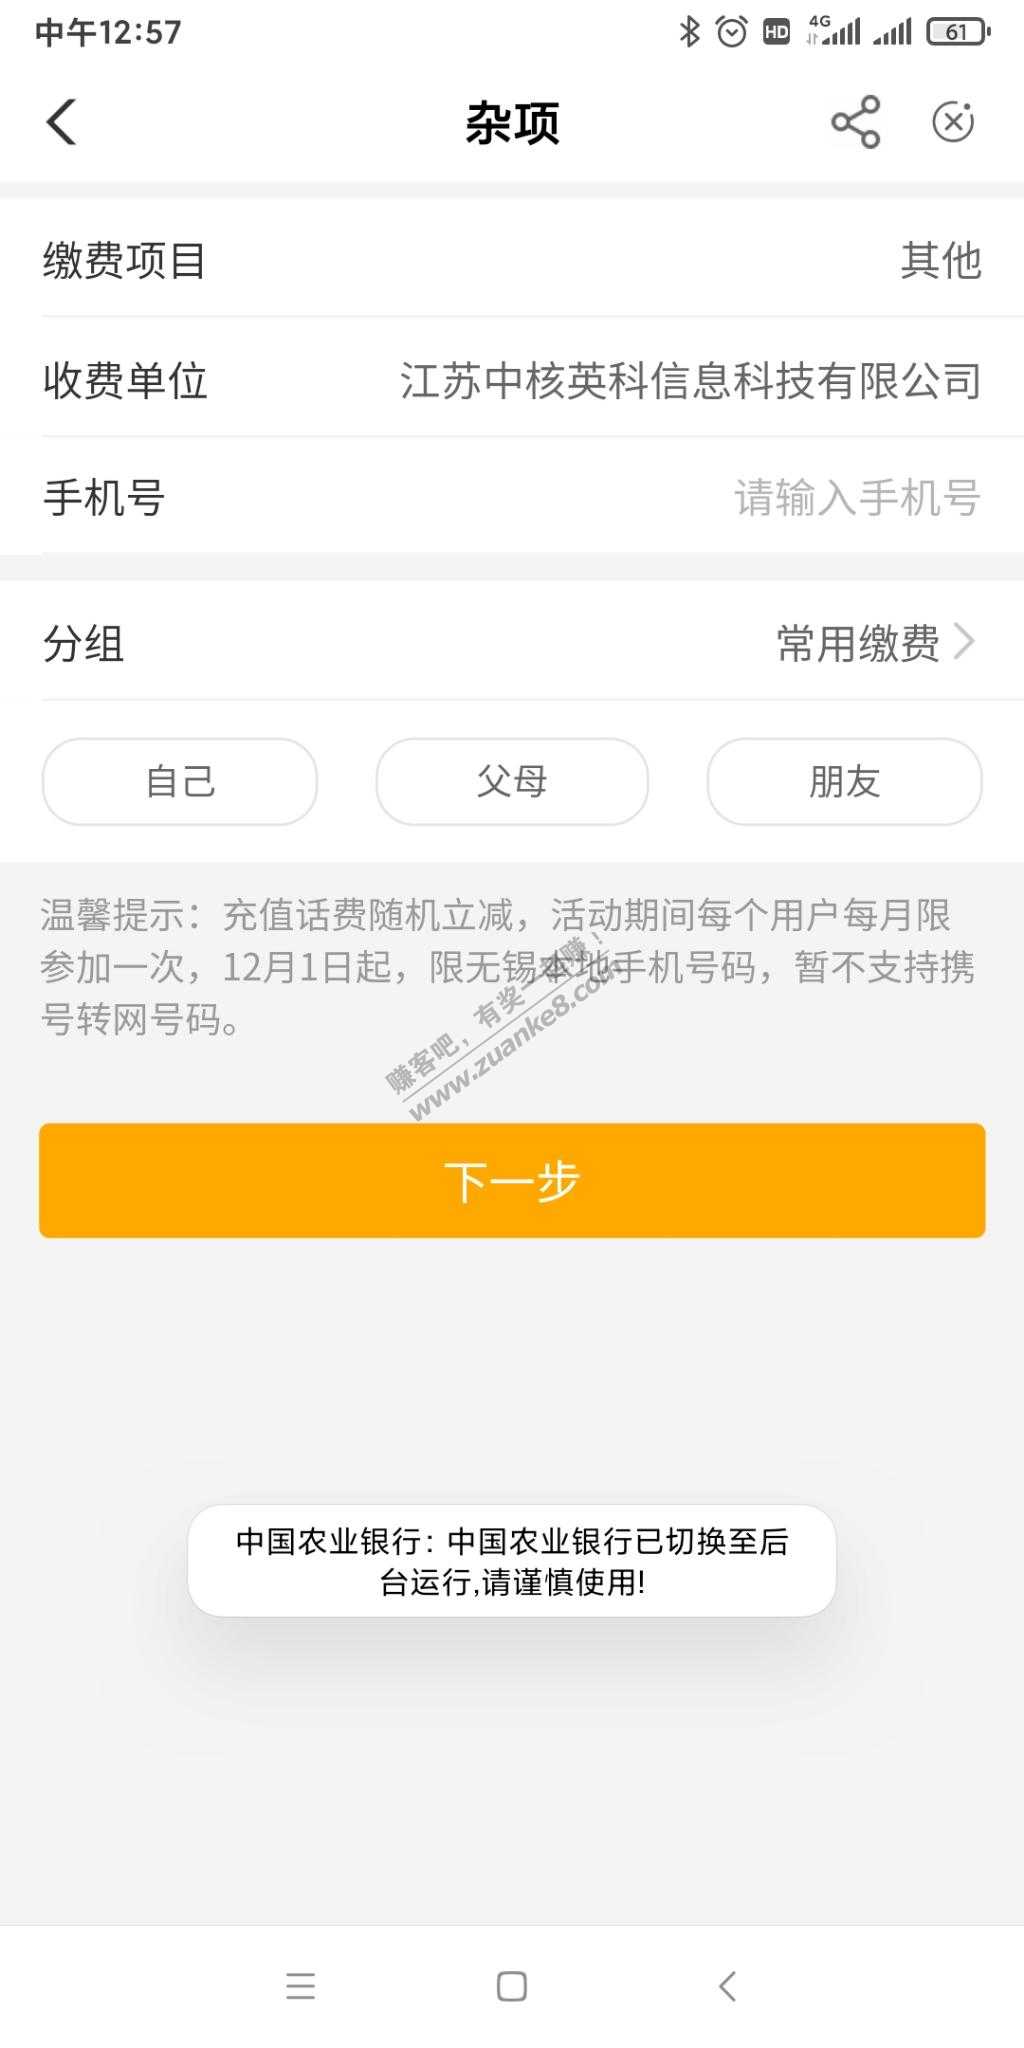 中午12:57
HD
4G
61
杂项
缴费项目
其他
收费单位
江苏中核英科信息科技有限公司
手机号
请输入手机号
分组
常用缴费
自己
父母
朋友
温馨提示：充值话费随机立减，活动期间每个用户每月限
参加一次，12月1日起，限无锡本地手机号码，暂不支持携
号转网号码。
赚客吧，有奖一起赚！
www.zuanke8.com
下一步
中国农业银行: 中国农业银行已切换至后
台运行,请谨慎使用!